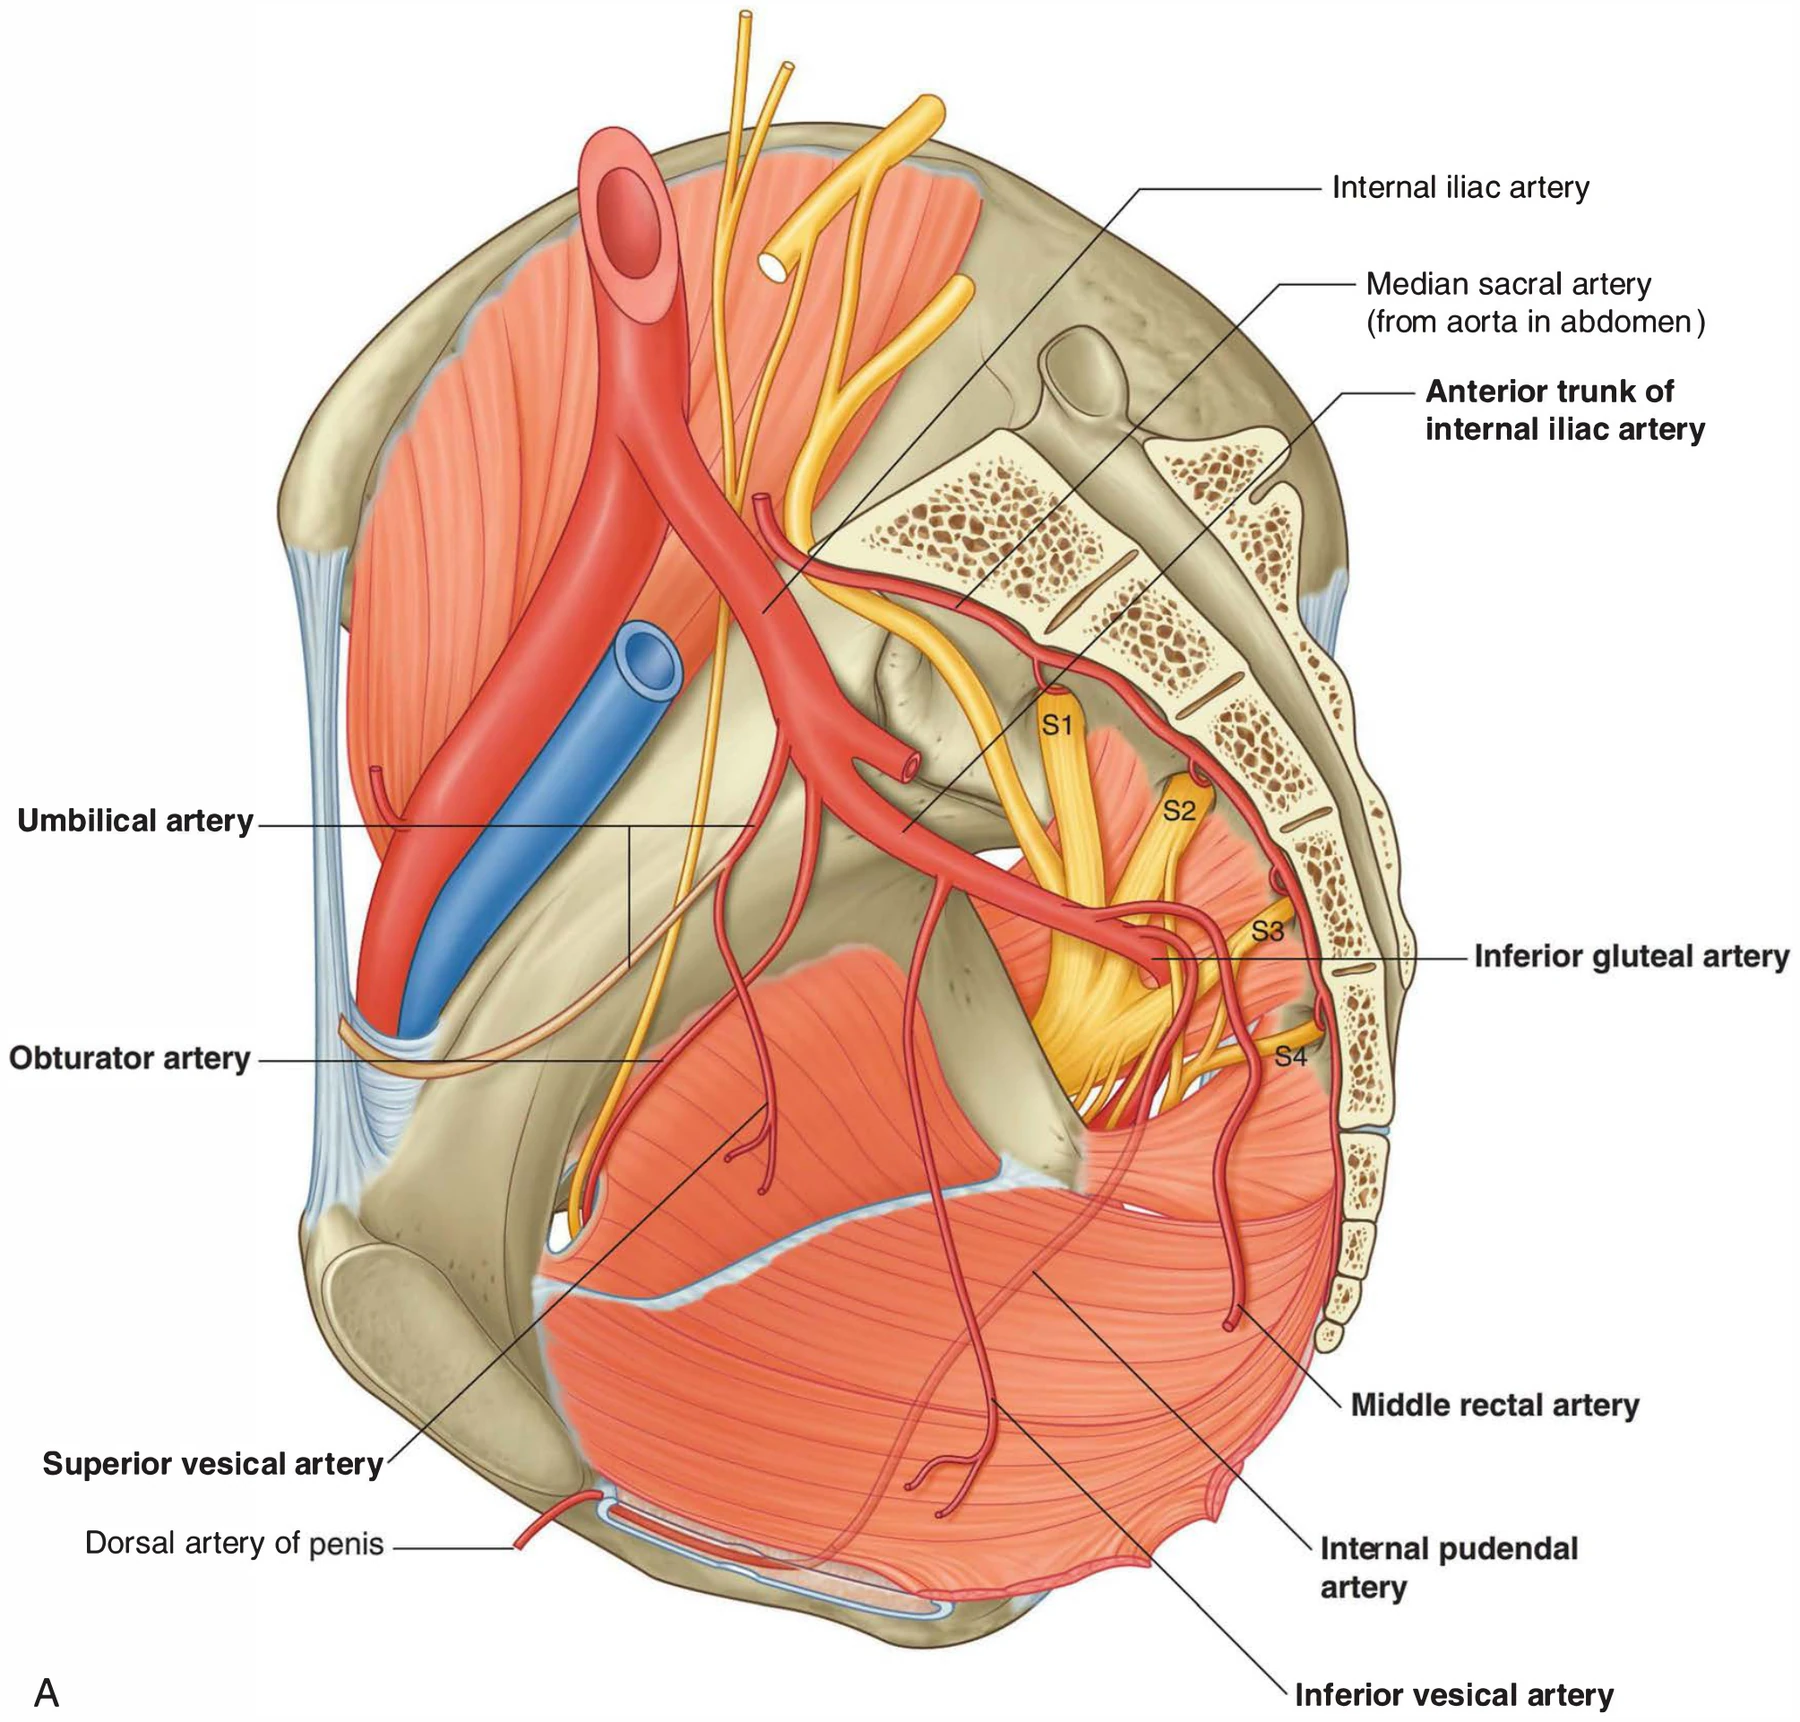 Internal iliac artery
Median sacral artery
(from aorta in abdomen)
Anterior trunk of
internal iliac artery
S1
S2
Umbilical artery
S3
Inferior gluteal artery
Obturator artery
S4
Middle rectal artery
Superior vesical artery
Dorsal artery of penis
Internal pudendal
artery
A
Inferior vesical artery